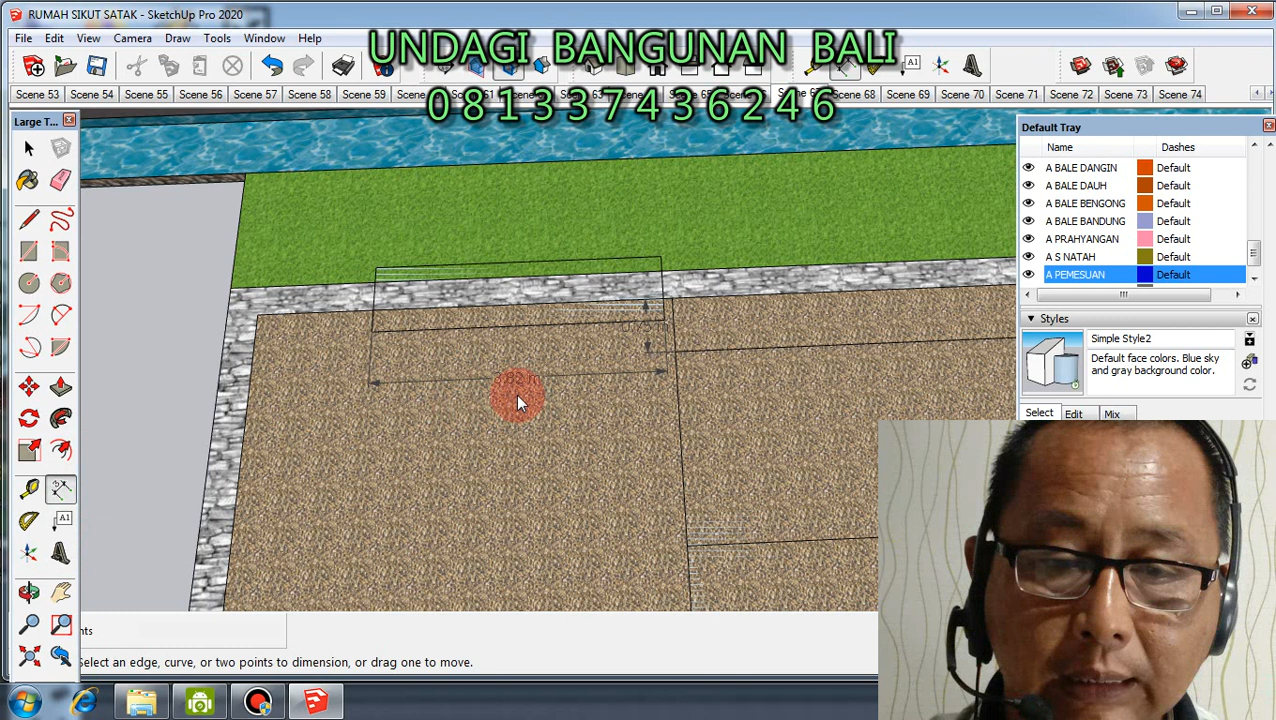 RUMAH SIKUT SATAK - SketchUp Pro 2020
File Edit View Camera Draw Tools Window Help
UNDAGI BANGUNAN BALI
081337436246
Scene 53 Scene 54 Scene 55 Scene 56 Scene 57 Scene 58 Scene 59 Scene 68 Scene 69 Scene 70 Scene 71 Scene 72 Scene 73 Scene 74
Large T...
Default Tray
Name Dashes
A BALE DANGIN Default
A BALE DAUH Default
A BALE BENGONG Default
A BALE BANDUNG Default
A PRAHYANGAN Default
A S NATAH Default
A PEMESUAN Default
Styles
Simple Style2
Default face colors. Blue sky and gray background color.
Select Edit Mix
A1
A1
nts
Select an edge, curve, or two points to dimension, or drag one to move.